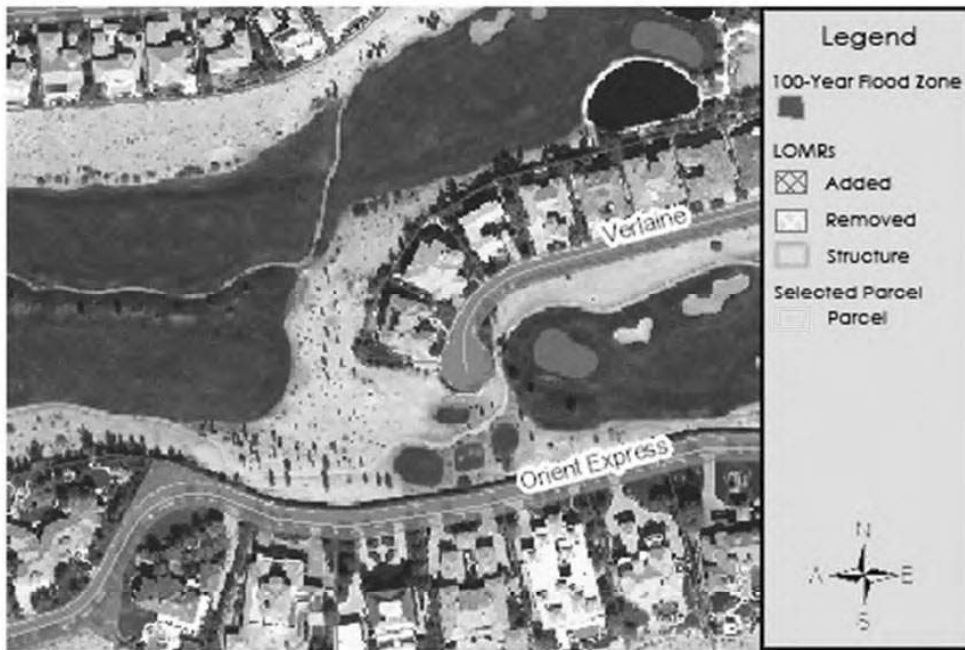 Legend
100-Year Flood Zone
LOMRs
Added
Removed
Structure
Selected Parcel
Parcel
Verlaine
Orient Express
N
A E
S